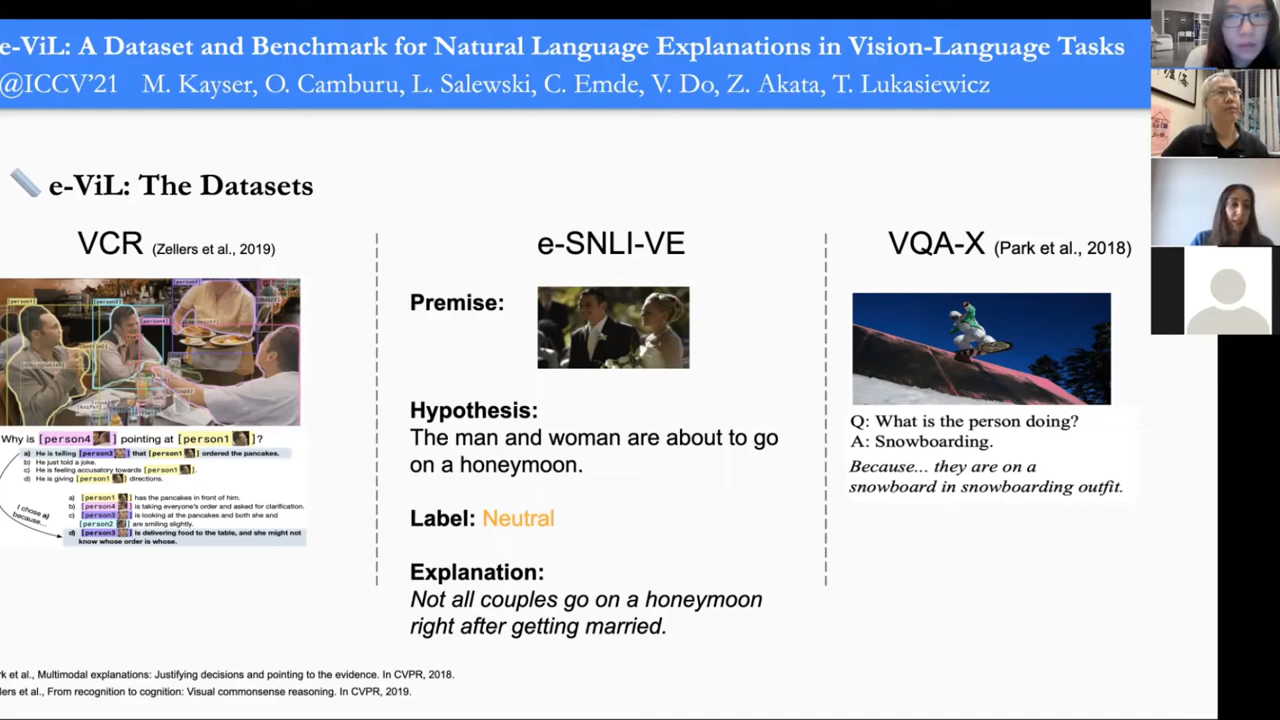 e-ViL: A Dataset and Benchmark for Natural Language Explanations in Vision-Language Tasks
@ICCV'21 M. Kayser, O. Camburu, L. Salewski, C. Emde, V. Do, Z. Akata, T. Lukasiewicz
e-ViL: The Datasets
VCR (Zellers et al., 2019)
Why is [person4] pointing at [person1]?
a) He is telling [person3] that [person1] ordered the pancakes.
b) He just told a joke.
c) He is feeling accusatory towards [person1].
d) He is giving [person1] directions.
I chose a)
because...
a) [person1] has the pancakes in front of him.
b) [person4] is taking everyone's order and asked for clarification.
c) [person3] is looking at the pancakes and both she and
[person2] are smiling slightly.
d) [person3] is delivering food to the table, and she might not
know whose order is whose.
e-SNLI-VE
Premise:
Hypothesis:
The man and woman are about to go
on a honeymoon.
Label: Neutral
Explanation:
Not all couples go on a honeymoon
right after getting married.
VQA-X (Park et al., 2018)
Q: What is the person doing?
A: Snowboarding.
Because... they are on a
snowboard in snowboarding outfit.
rk et al., Multimodal explanations: Justifying decisions and pointing to the evidence. In CVPR, 2018.
lers et al., From recognition to cognition: Visual commonsense reasoning. In CVPR, 2019.